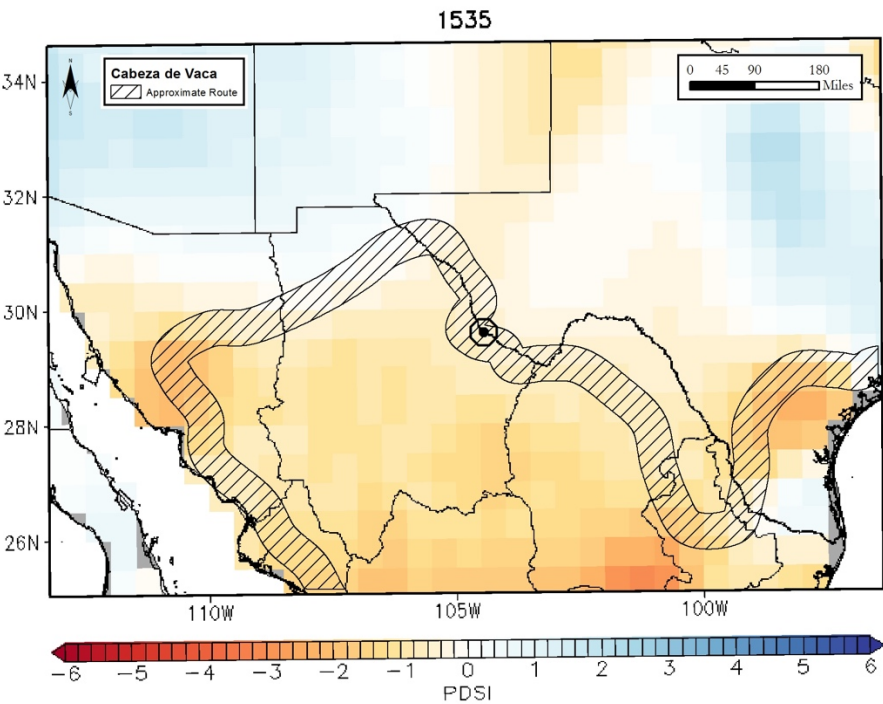 1535
34N
32N
30N
28N
26N
N
Cabeza de Vaca
Approximate Route
S
0 45 90 180
Miles
110W 105W 100W
-6 -5 -4 -3 -2 -1 0 1 2 3 4 5 6
PDSI